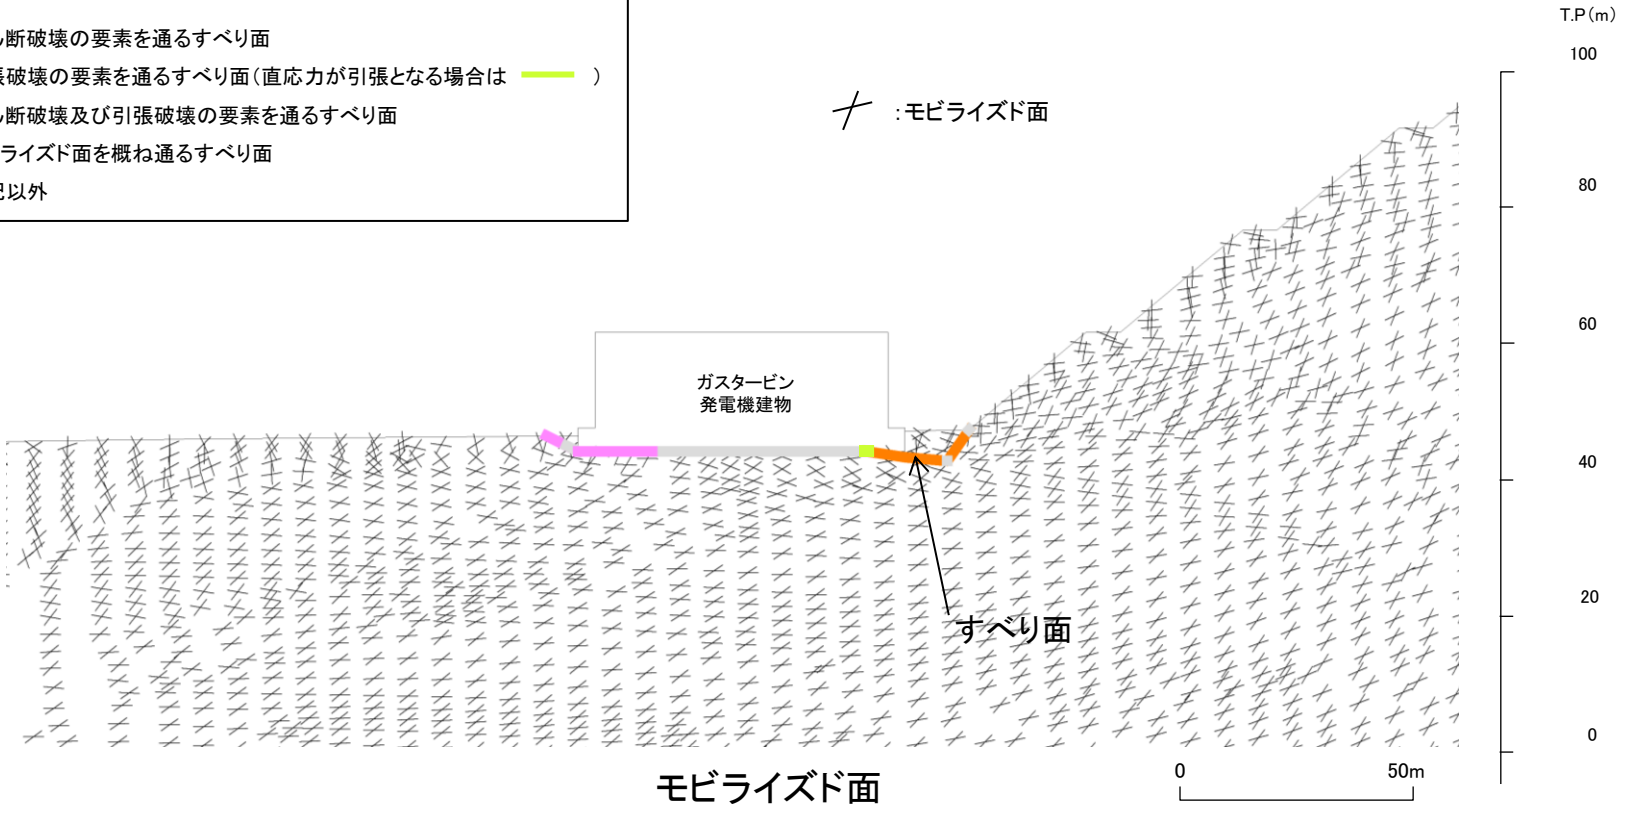 断破壊の要素を通るすべり面
破壊の要素を通るすべり面(直応力が引張となる場合は ━━ )
断破壊及び引張破壊の要素を通るすべり面
ライズド面を概ね通るすべり面
以外
:モビライズド面
T.P(m)
100
80
60
40
20
0
ガスタービン
発電機建物
すべり面
モビライズド面
0 50m